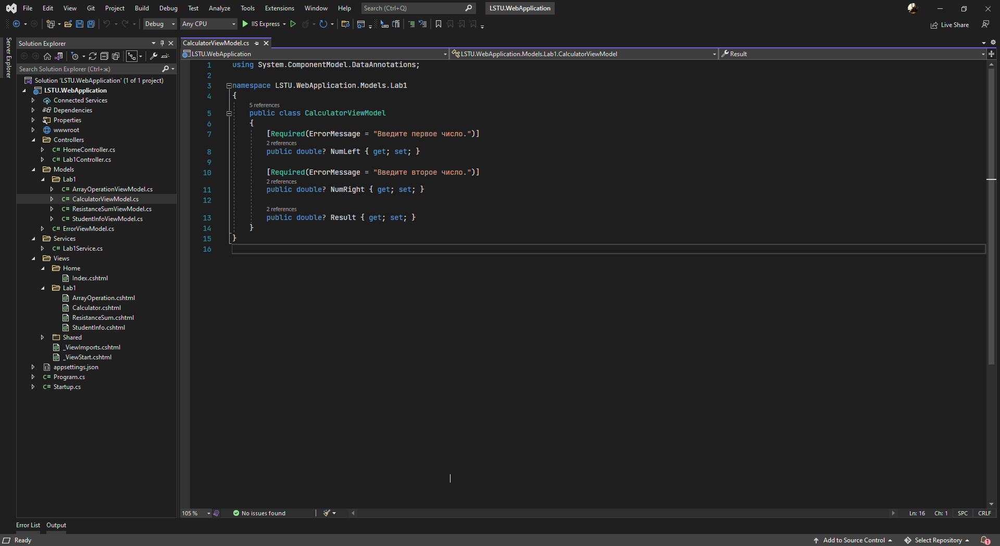 File Edit View Git Project Build Debug Test Analyze Tools Extensions Window Help Search (Ctrl+Q) LSTU.WebApplication
Debug Any CPU IIS Express Live Share
Server Explorer
Solution Explorer
Search Solution Explorer (Ctrl+ж)
Solution 'LSTU.WebApplication' (1 of 1 project)
LSTU.WebApplication
Connected Services
Dependencies
Properties
wwwroot
Controllers
C# HomeController.cs
C# Lab1Controller.cs
Models
Lab1
C# ArrayOperationViewModel.cs
C# CalculatorViewModel.cs
C# ResistanceSumViewModel.cs
C# StudentInfoViewModel.cs
C# ErrorViewModel.cs
Services
C# Lab1Service.cs
Views
Home
Index.cshtml
Lab1
ArrayOperation.cshtml
Calculator.cshtml
ResistanceSum.cshtml
StudentInfo.cshtml
Shared
_ViewImports.cshtml
_ViewStart.cshtml
appsettings.json
C# Program.cs
C# Startup.cs
CalculatorViewModel.cs
LSTU.WebApplication LSTU.WebApplication.Models.Lab1.CalculatorViewModel Result
1 using System.ComponentModel.DataAnnotations;
2
3 namespace LSTU.WebApplication.Models.Lab1
4 {
5 references
5 public class CalculatorViewModel
6 {
7 [Required(ErrorMessage = "Введите первое число.")]
2 references
8 public double? NumLeft { get; set; }
9
10 [Required(ErrorMessage = "Введите второе число.")]
2 references
11 public double? NumRight { get; set; }
12
2 references
13 public double? Result { get; set; }
14 }
15 }
16
105 % No issues found Ln: 16 Ch: 1 SPC CRLF
Error List Output
Ready Add to Source Control Select Repository 1